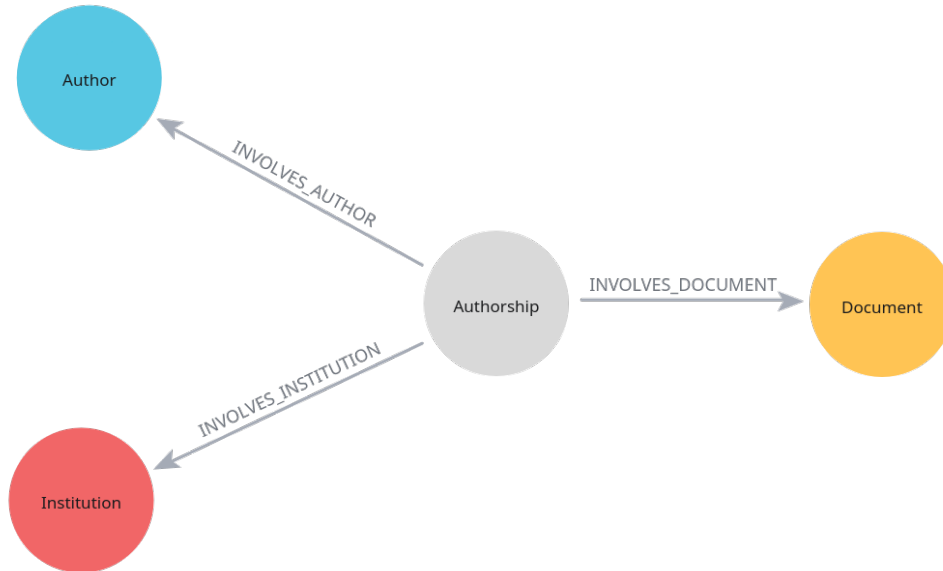 Author
INVOLVES_AUTHOR
INVOLVES_DOCUMENT
Authorship
Document
INVOLVES_INSTITUTION
Institution